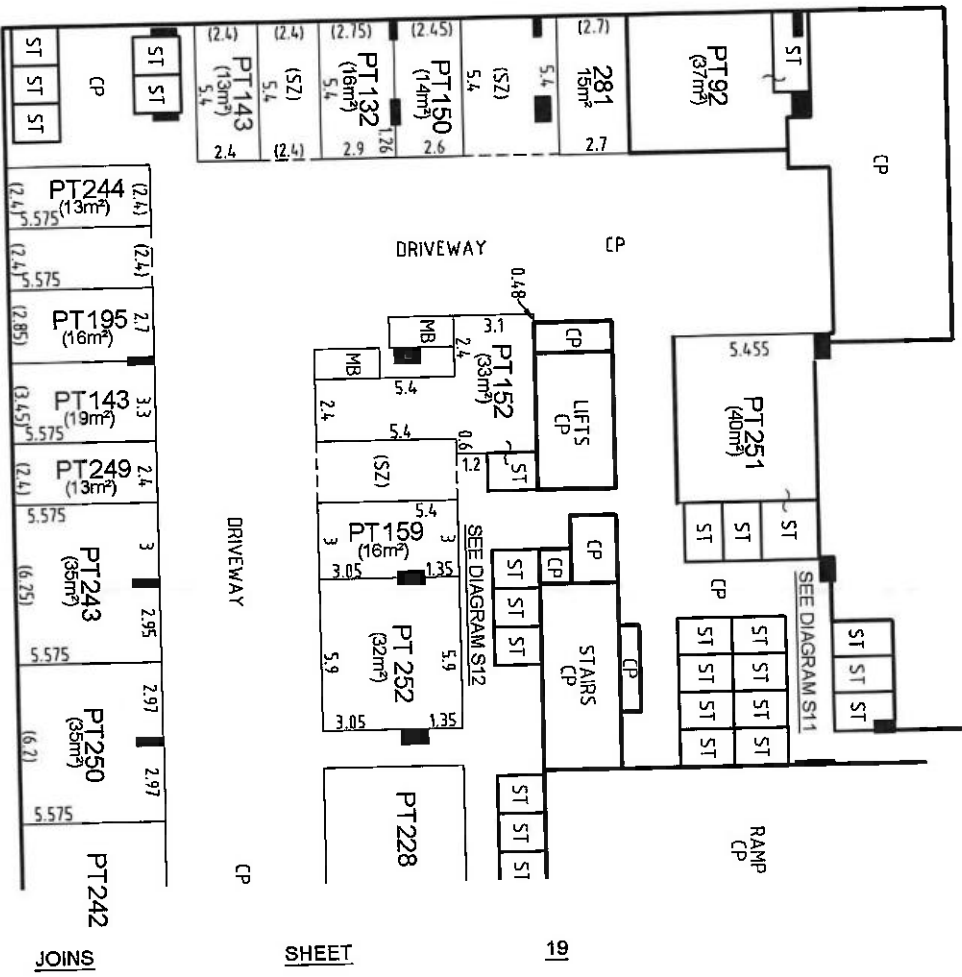 ST
ST
ST
CP
ST
ST
(2.4)
PT143
(13m²)
5.4
2.4
(2.4)
(SZ)
5.4
(2.4)
(2.75)
PT132
(16m²)
5.4
1.26
2.9
(2.45)
PT150
(14m²)
2.6
5.4
(SZ)
5.4
(2.7)
281
15m²
2.7
PT92
(37m²)
ST
CP
PT244
(13m²)
(2.4)
(2.4)
5.575
(2.4)
(2.4)
5.575
PT195
(16m²)
2.7
(2.85)
PT143
(19m²)
3.3
(3.45)
5.575
PT249
(13m²)
2.4
(2.4)
5.575
PT243
(35m²)
3
2.95
(6.25)
5.575
PT250
(35m²)
2.97
2.97
(6.2)
5.575
PT242
DRIVEWAY
CP
0.48
MB
3.1
2.4
PT152
(33m²)
MB
5.4
2.4
5.4
0.6
1.2
ST
CP
LIFTS
CP
(SZ)
5.4
PT159
(16m²)
3
3
3.05
1.35
PT 252
(32m²)
5.9
5.9
3.05
1.35
PT228
DRIVEWAY
CP
SEE DIAGRAM S12
CP
CP
ST
ST
ST
STAIRS
CP
CP
ST
ST
ST
5.455
PT251
(40m²)
ST
ST
ST
CP
SEE DIAGRAM S11
ST
ST
ST
ST
ST
ST
ST
ST
ST
ST
ST
RAMP
CP
JOINS
SHEET
19